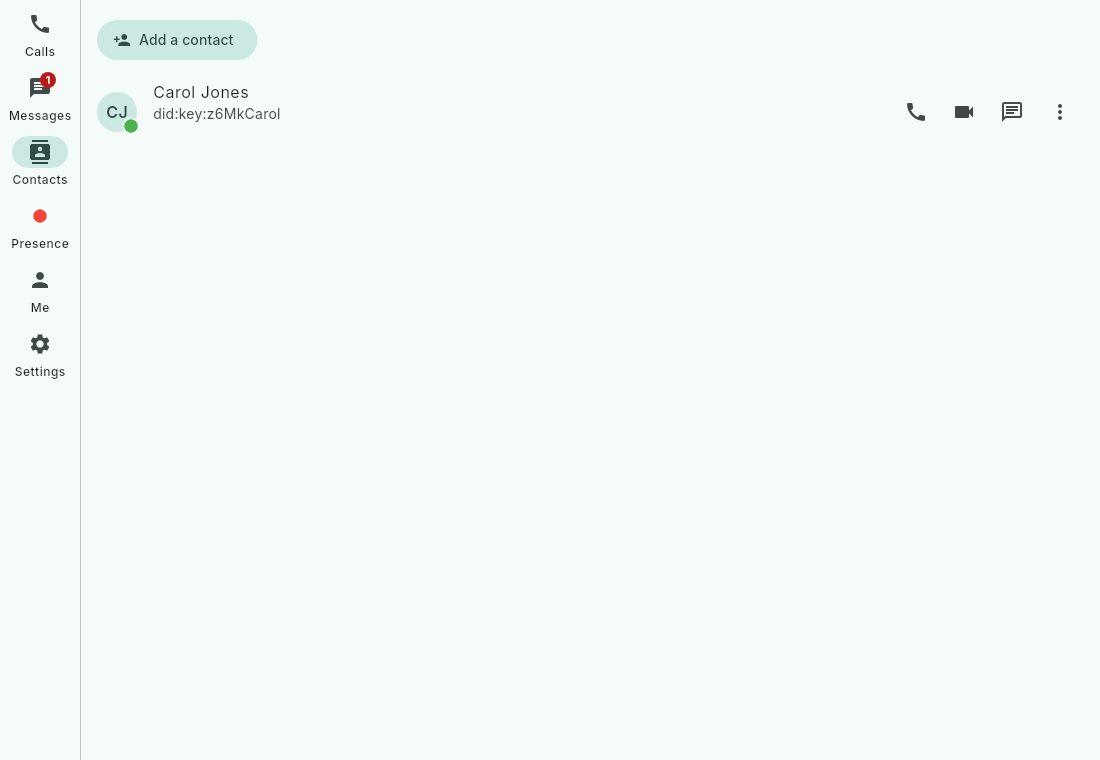 Calls
1
Messages
Contacts
Presence
Me
Settings
Add a contact
CJ
Carol Jones
did:key:z6MkCarol